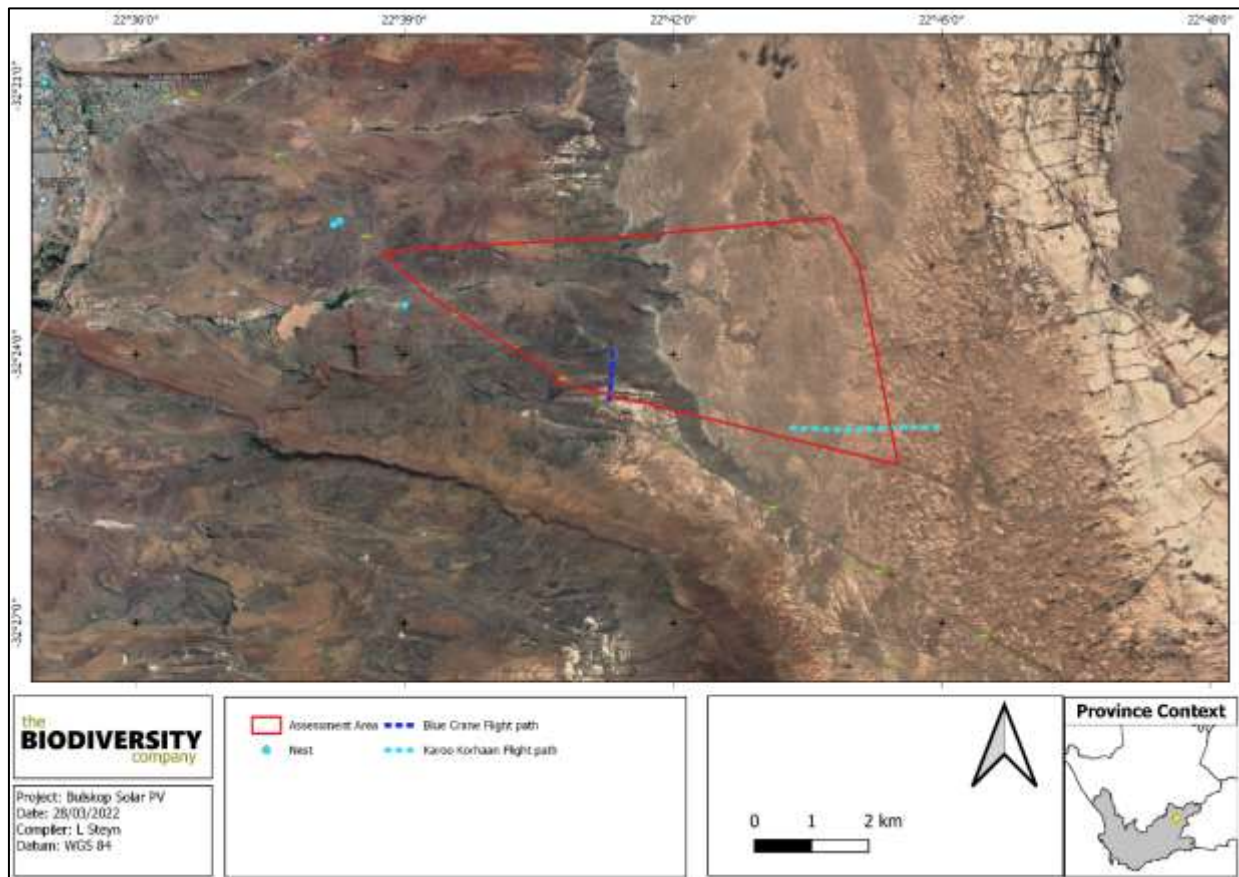 22°36'0" 22°39'0" 22°42'0" 22°45'0" 22°48'0"
-32°21'0"
-32°24'0"
-32°27'0"
the
BIODIVERSITY
company
Project: Bulskop Solar PV
Date: 28/03/2022
Compiler: L Steyn
Datum: WGS 84
Assessment Area
Nest
Blue Crane Flight path
Karoo Korhaan Flight path
0 1 2 km
Province Context